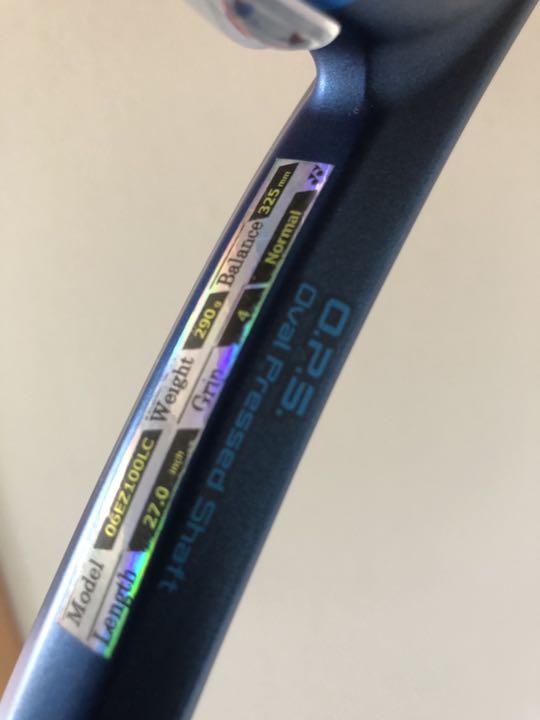 Model 06EZ100LC Weight 290 g Balance 325 mm
Length 27.0 inch Grip 4 Normal
O.P.S.
Oval Pressed Shaft